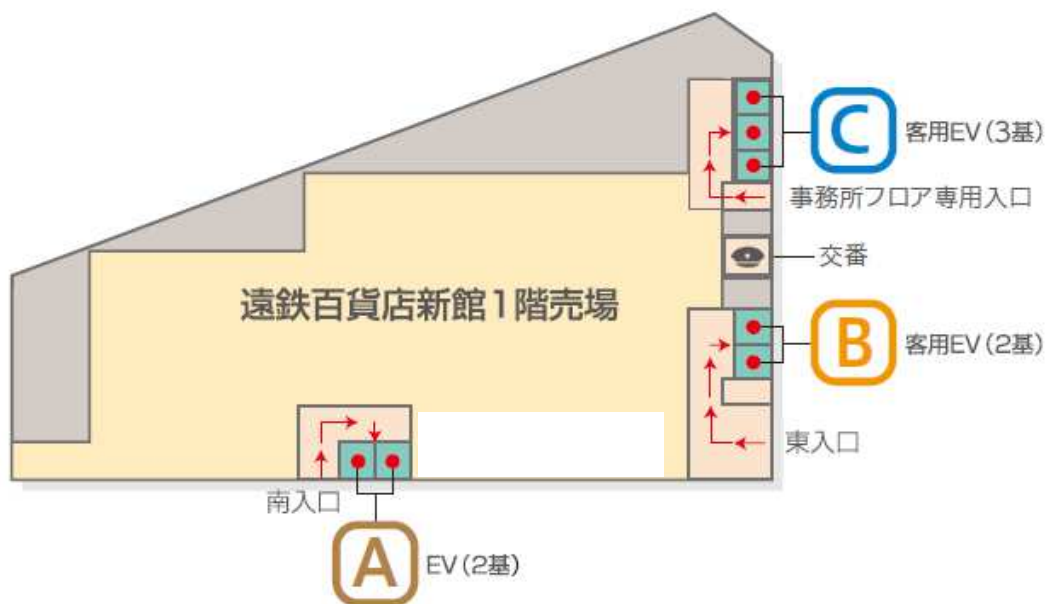 C
客用EV(3基)
事務所フロア専用入口
交番
遠鉄百貨店新館1階売場
B
客用EV(2基)
東入口
南入口
A
EV(2基)